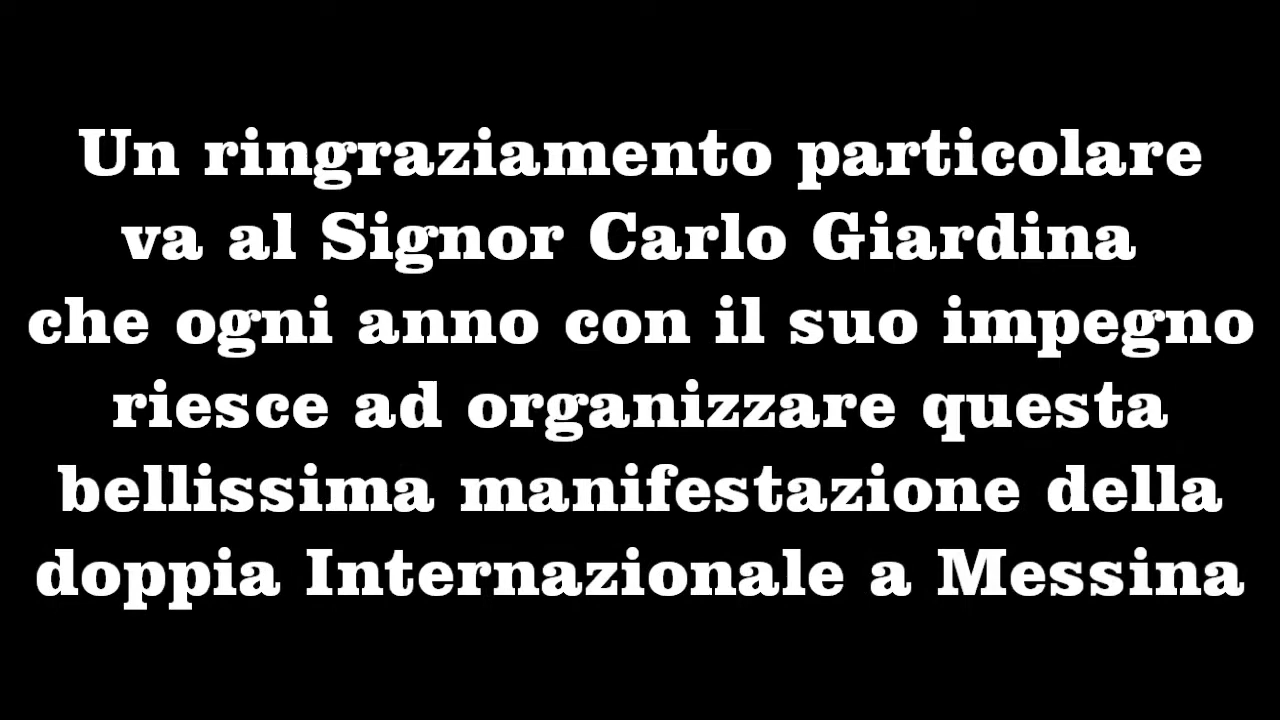 Un ringraziamento particolare
va al Signor Carlo Giardina
che ogni anno con il suo impegno
riesce ad organizzare questa
bellissima manifestazione della
doppia Internazionale a Messina